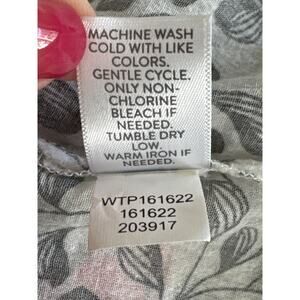 MACHINE WASH
COLD WITH LIKE
COLORS.
GENTLE CYCLE.
ONLY NON-
CHLORINE
BLEACH IF
NEEDED.
TUMBLE DRY
LOW.
WARM IRON IF
NEEDED.
WTP161622
161622
203917